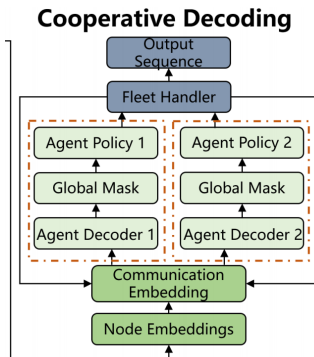 Cooperative Decoding
Output
Sequence
Fleet Handler
Agent Policy 1
Global Mask
Agent Decoder 1
Agent Policy 2
Global Mask
Agent Decoder 2
Communication
Embedding
Node Embeddings